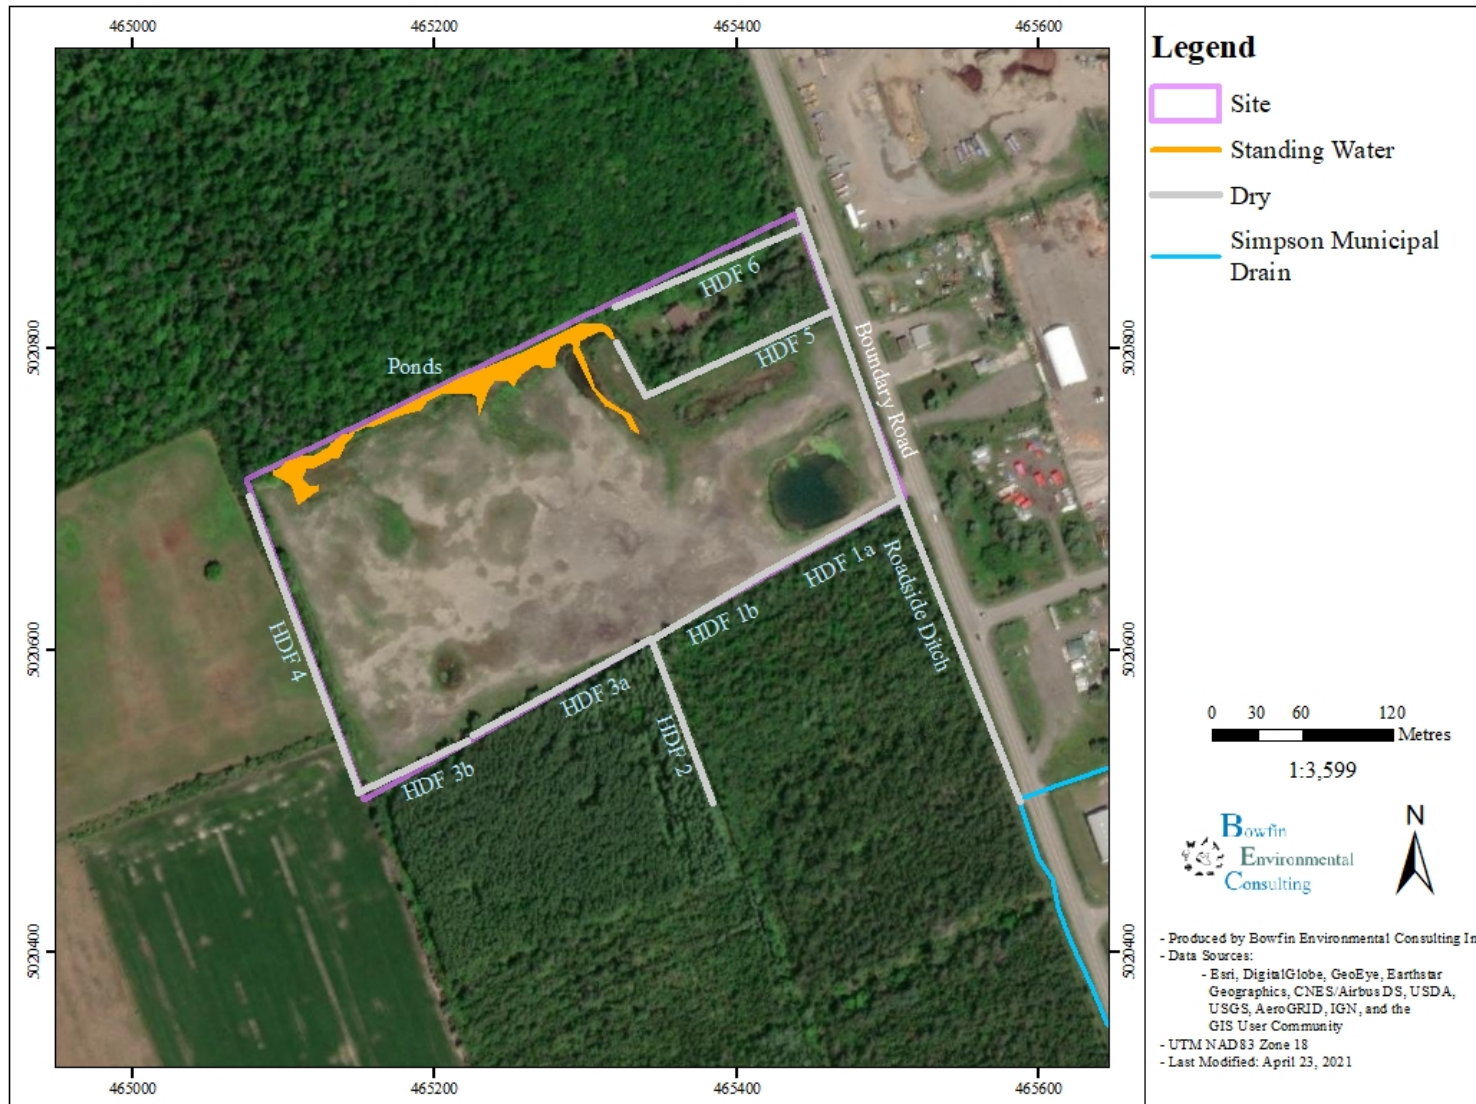 465000
465200
465400
465600
Legend
Site
Standing Water
Dry
Simpson Municipal
Drain
HDF 6
5020800
5020800
Ponds
HDF 5
Boundary Road
HDF 1a
Roadside Ditch
HDF 1b
5020600
5020600
HDF 4
HDF 3a
HDF 2
HDF 3b
0 30 60 120
Metres
1:3,599
N
Bowfin
Environmental
Consulting
5020400
5020400
- Produced by Bowfin Environmental Consulting In
- Data Sources:
- Esri, DigitalGlobe, GeoEye, Earthstar
Geographics, CNES/Airbus DS, USDA,
USGS, AeroGRID, IGN, and the
GIS User Community
- UTM NAD83 Zone 18
- Last Modified: April 23, 2021
465000
465200
465400
465600